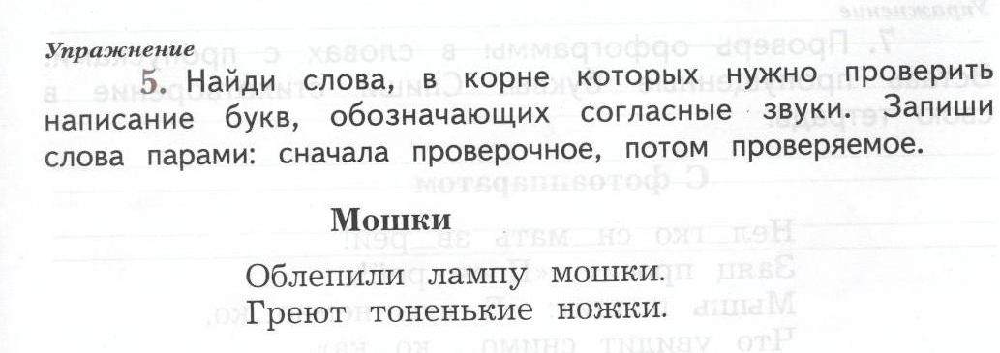 Упражнение
5. Найди слова, в корне которых нужно проверить
написание букв, обозначающих согласные звуки. Запиши
слова парами: сначала проверочное, потом проверяемое.
Мошки
Облепили лампу мошки.
Греют тоненькие ножки.